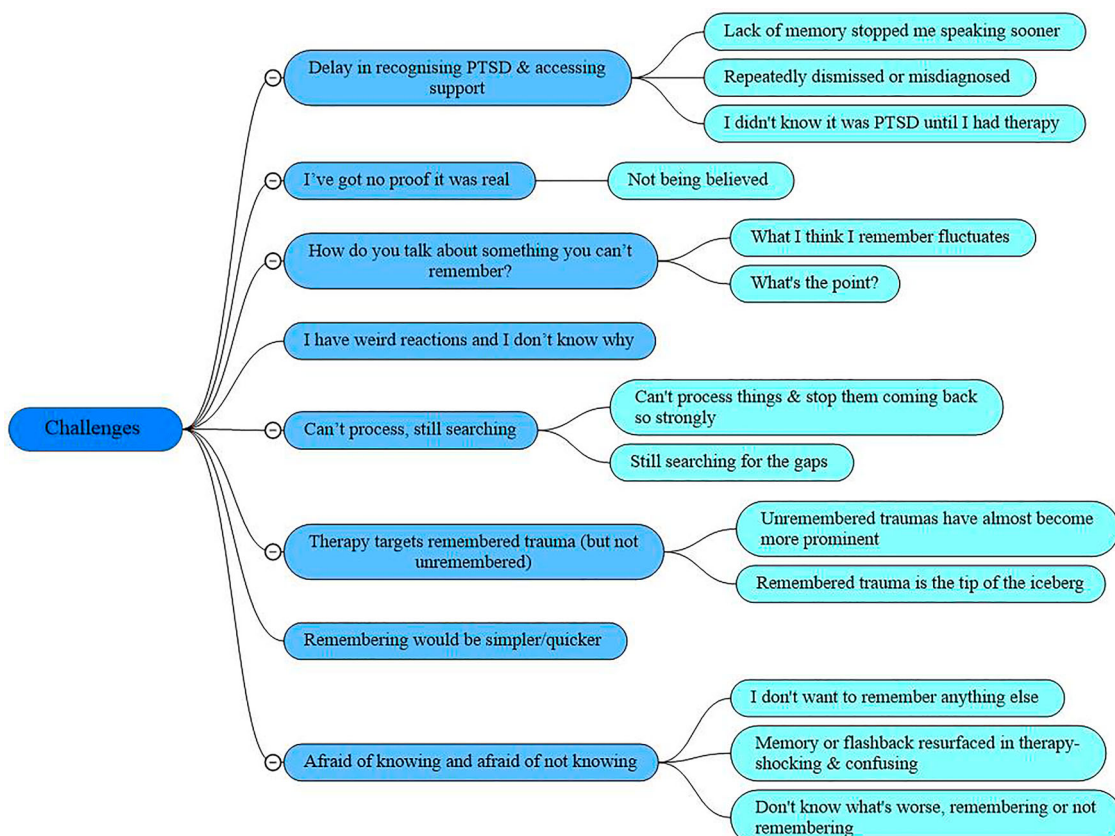 Challenges
Delay in recognising PTSD & accessing
support
Lack of memory stopped me speaking sooner
Repeatedly dismissed or misdiagnosed
I didn't know it was PTSD until I had therapy
I’ve got no proof it was real
Not being believed
How do you talk about something you can’t
remember?
What I think I remember fluctuates
What's the point?
I have weird reactions and I don’t know why
Can’t process, still searching
Can't process things & stop them coming back
so strongly
Still searching for the gaps
Therapy targets remembered trauma (but not
unremembered)
Unremembered traumas have almost become
more prominent
Remembered trauma is the tip of the iceberg
Remembering would be simpler/quicker
Afraid of knowing and afraid of not knowing
I don't want to remember anything else
Memory or flashback resurfaced in therapy-
shocking & confusing
Don't know what's worse, remembering or not
remembering